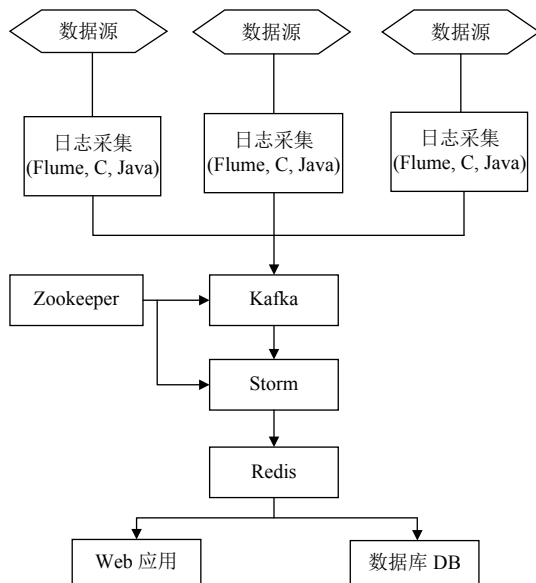 数据源
数据源
数据源
日志采集
(Flume, C, Java)
日志采集
(Flume, C, Java)
日志采集
(Flume, C, Java)
Zookeeper
Kafka
Storm
Redis
Web 应用
数据库 DB